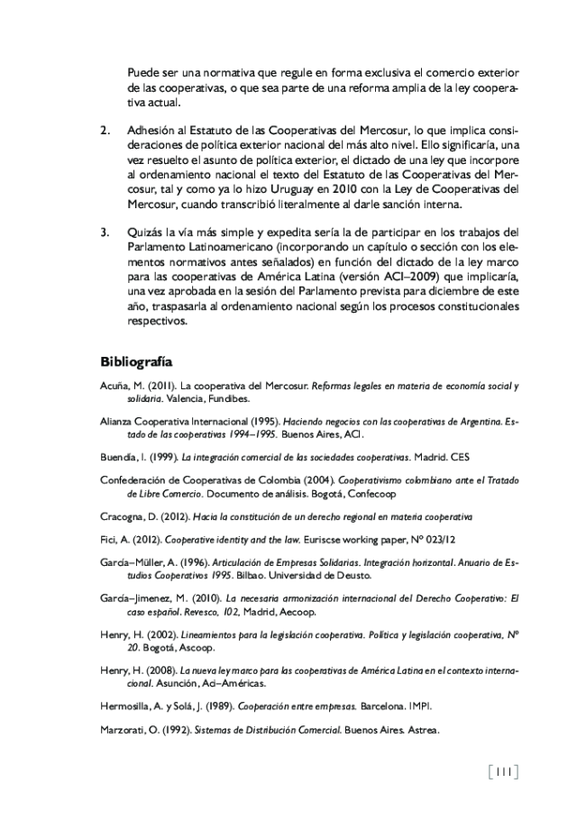 Puede ser una normativa que regule en forma exclusiva el comercio exterior
de las cooperativas, o que sea parte de una reforma amplia de la ley coopera-
tiva actual.
2. Adhesión al Estatuto de las Cooperativas del Mercosur, lo que implica consi-
deraciones de política exterior nacional del más alto nivel. Ello significaría, una
vez resuelto el asunto de política exterior, el dictado de una ley que incorpore
al ordenamiento nacional el texto del Estatuto de las Cooperativas del Mer-
cosur, tal y como ya lo hizo Uruguay en 2010 con la Ley de Cooperativas del
Mercosur, cuando transcribió literalmente al darle sanción interna.
3. Quizás la vía más simple y expedita sería la de participar en los trabajos del
Parlamento Latinoamericano (incorporando un capítulo o sección con los ele-
mentos normativos antes señalados) en función del dictado de la ley marco
para las cooperativas de América Latina (versión ACI–2009) que implicaría,
una vez aprobada en la sesión del Parlamento prevista para diciembre de este
año, traspasarla al ordenamiento nacional según los procesos constitucionales
respectivos.
Bibliografía
Acuña, M. (2011). La cooperativa del Mercosur. Reformas legales en materia de economía social y
solidaria. Valencia, Fundibes.
Alianza Cooperativa Internacional (1995). Haciendo negocios con las cooperativas de Argentina. Es-
tado de las cooperativas 1994–1995. Buenos Aires, ACI.
Buendía, I. (1999). La integración comercial de las sociedades cooperativas. Madrid. CES
Confederación de Cooperativas de Colombia (2004). Cooperativismo colombiano ante el Tratado
de Libre Comercio. Documento de análisis. Bogotá, Confecoop
Cracogna, D. (2012). Hacia la constitución de un derecho regional en materia cooperativa
Fici, A. (2012). Cooperative identity and the law. Euriscse working paper, Nº 023/12
García–Müller, A. (1996). Articulación de Empresas Solidarias. Integración horizontal. Anuario de Es-
tudios Cooperativos 1995. Bilbao. Universidad de Deusto.
García–Jimenez, M. (2010). La necesaria armonización internacional del Derecho Cooperativo: El
caso español. Revesco, 102, Madrid, Aecoop.
Henry, H. (2002). Lineamientos para la legislación cooperativa. Política y legislación cooperativa, Nº
20. Bogotá, Ascoop.
Henry, H. (2008). La nueva ley marco para las cooperativas de América Latina en el contexto interna-
cional. Asunción, Aci–Américas.
Hermosilla, A. y Solá, J. (1989). Cooperación entre empresas. Barcelona. IMPI.
Marzorati, O. (1992). Sistemas de Distribución Comercial. Buenos Aires. Astrea.
[111]